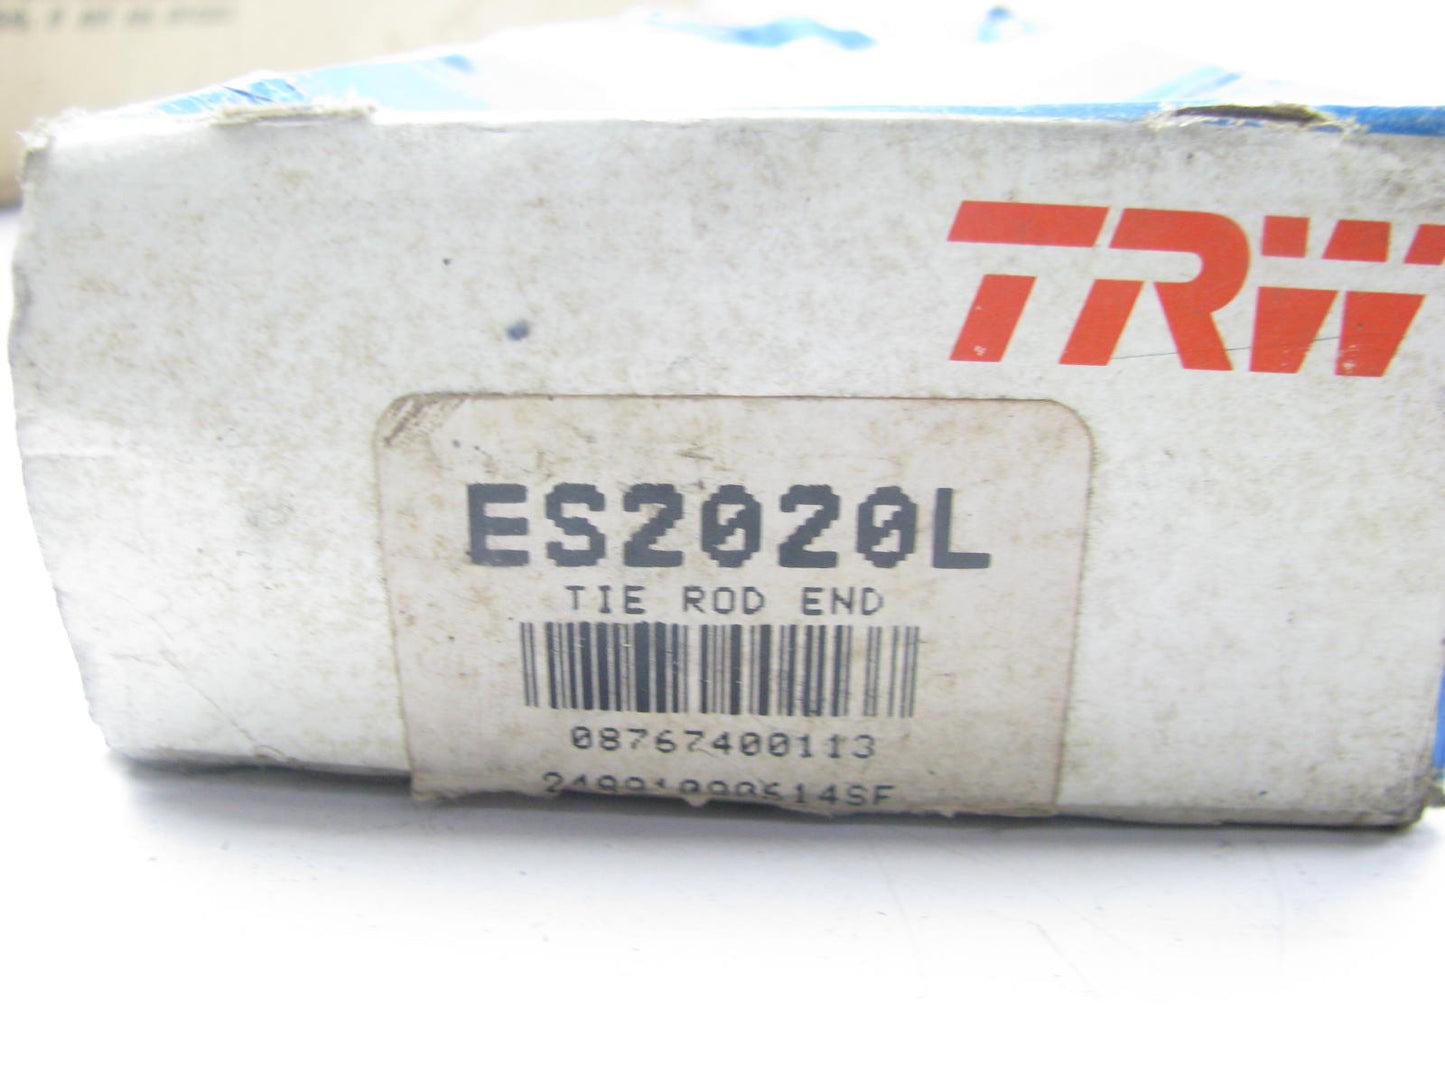 TRW
ES2020L
TIE ROD END
08767400113